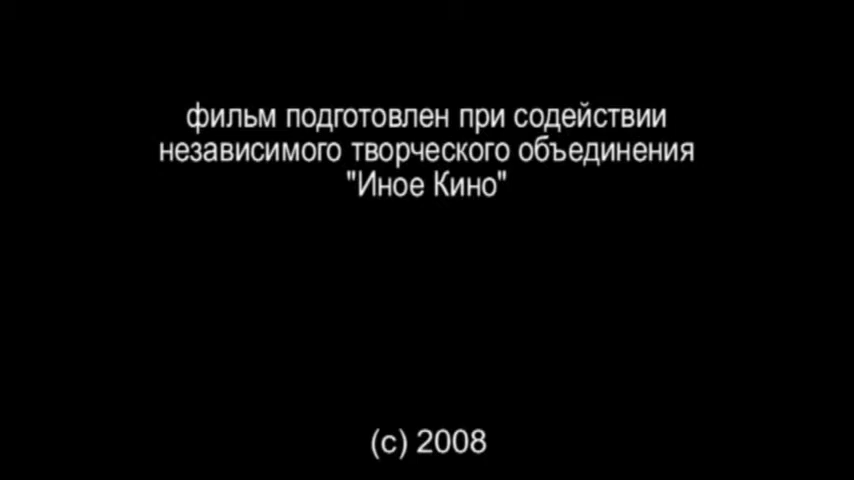 фильм подготовлен при содействии
независимого творческого объединения
"Иное Кино"
(с) 2008